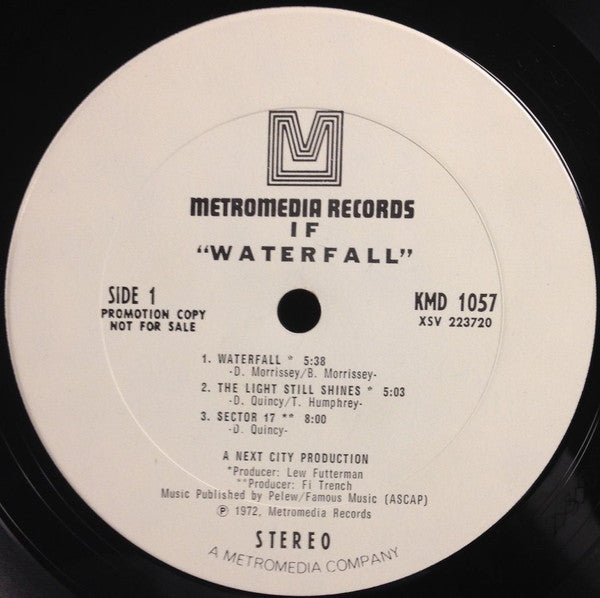 M
METROMEDIA RECORDS
IF
"WATERFALL"
SIDE 1
PROMOTION COPY
NOT FOR SALE
KMD 1057
XSV 223720
1. WATERFALL * 5:38
-D. Morrissey/B. Morrissey-
2. THE LIGHT STILL SHINES * 5:03
-D. Quincy/T. Humphrey-
3. SECTOR 17 ** 8:00
-D. Quincy-
A NEXT CITY PRODUCTION
*Producer: Lew Futterman
**Producer: Fi Trench
Music Published by Pelew/Famous Music (ASCAP)
℗ 1972, Metromedia Records
STEREO
A METROMEDIA COMPANY